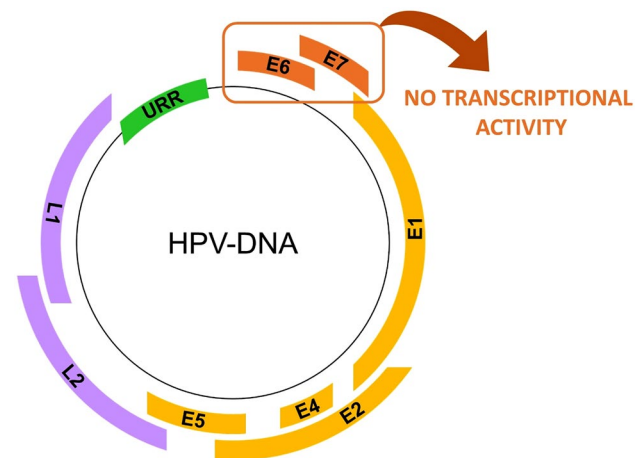 E6
E7
URR
NO TRANSCRIPTIONAL
ACTIVITY
L1
E1
HPV-DNA
L2
E5
E4
E2